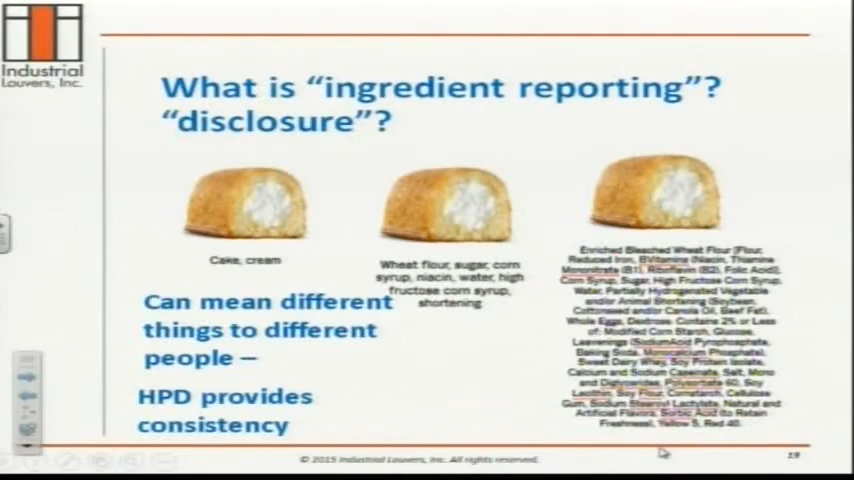 Industrial
Louvers, Inc.
What is “ingredient reporting”?
“disclosure”?
Cake, cream
Wheat flour, sugar, corn
syrup, niacin, water, high
fructose corn syrup,
shortening
Enriched Bleached Wheat Flour [Flour,
Reduced Iron, BVitamins (Niacin, Thiamine
Mononitrate (B1), Riboflavin (B2), Folic Acid)],
Corn Syrup, Sugar, High Fructose Corn Syrup,
Water, Partially Hydrogenated Vegetable
and/or Animal Shortening (Soybean,
Cottonseed and/or Canola Oil, Beef Fat),
Whole Eggs, Dextrose. Contains 2% or Less
of: Modified Corn Starch, Glucose,
Leavenings (SodiumAcid Pyrophosphate,
Baking Soda, Monocalcium Phosphate),
Sweet Dairy Whey, Soy Protein Isolate,
Calcium and Sodium Caseinate, Salt, Mono
and Diglycerides, Polysorbate 60, Soy
Lecithin, Soy Flour, Cornstarch, Cellulose
Gum, Sodium Stearoyl Lactylate, Natural and
Artificial Flavors, Sorbic Acid (to Retain
Freshness), Yellow 5, Red 40.
Can mean different
things to different
people –
HPD provides
consistency
© 2015 Industrial Louvers, Inc. All rights reserved.
19